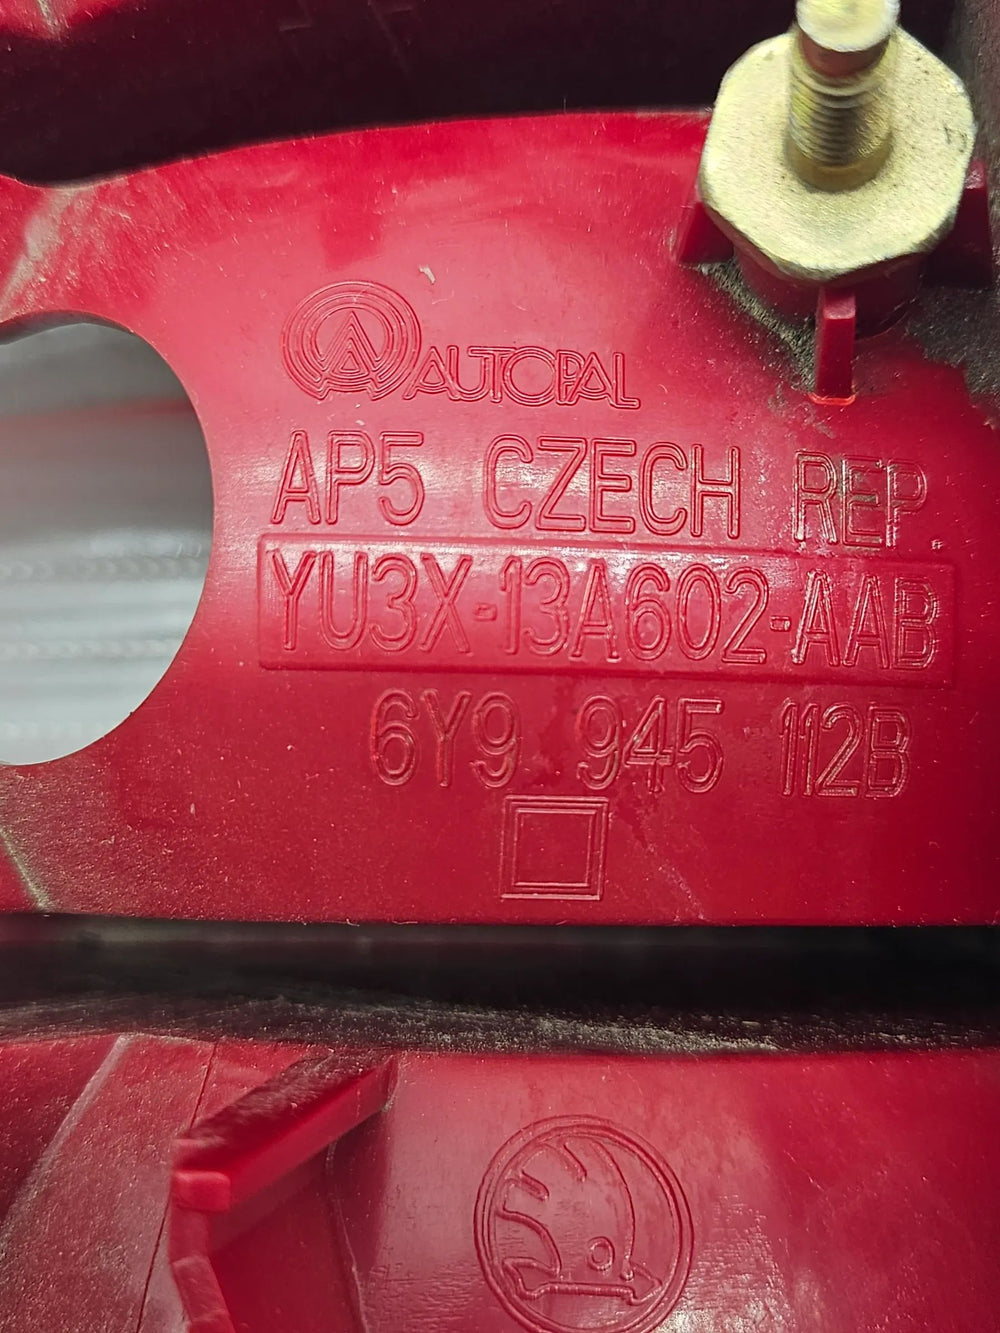 AUTOPAL
AP5 CZECH REP.
YU3X-13A602-AAB
6Y9 945 112B